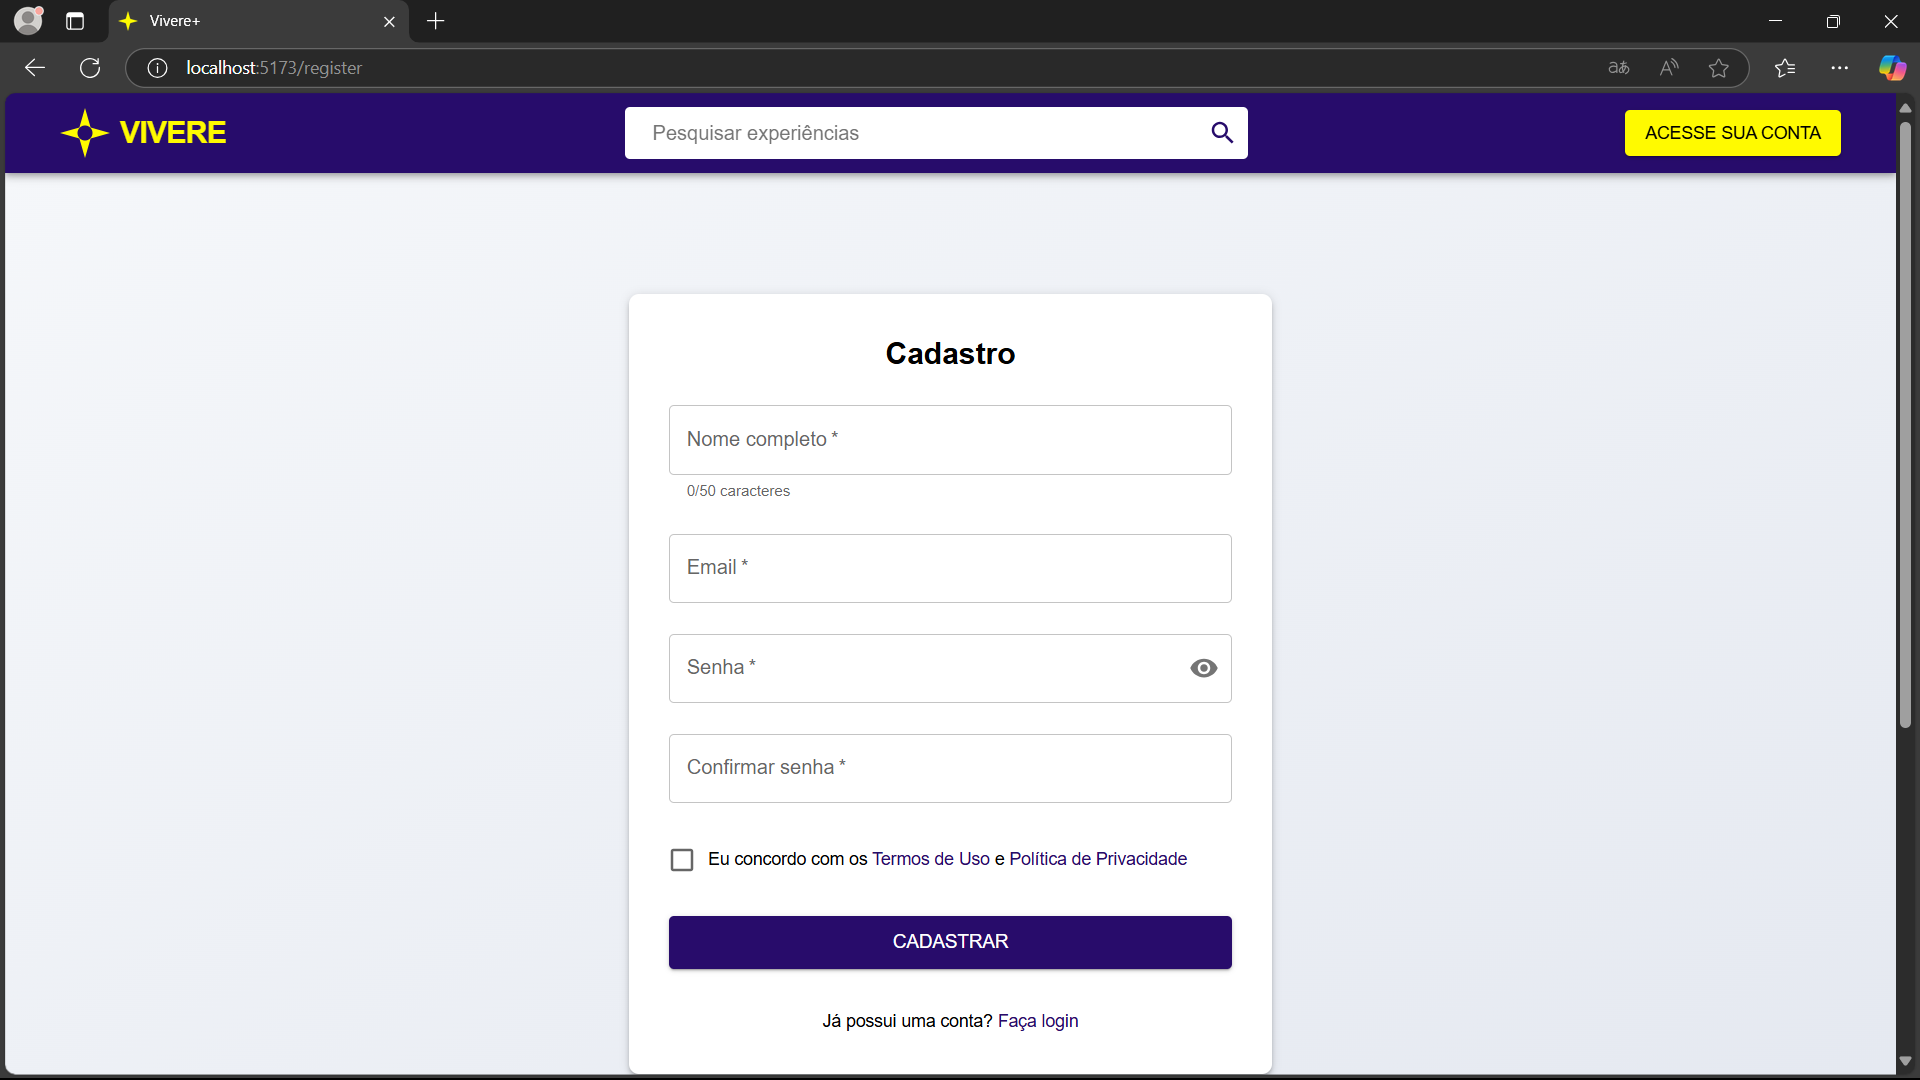 Vivere+
localhost:5173/register
VIVERE
Pesquisar experiências
ACESSE SUA CONTA
Cadastro
Nome completo *
0/50 caracteres
Email *
Senha *
Confirmar senha *
Eu concordo com os Termos de Uso e Política de Privacidade
CADASTRAR
Já possui uma conta? Faça login